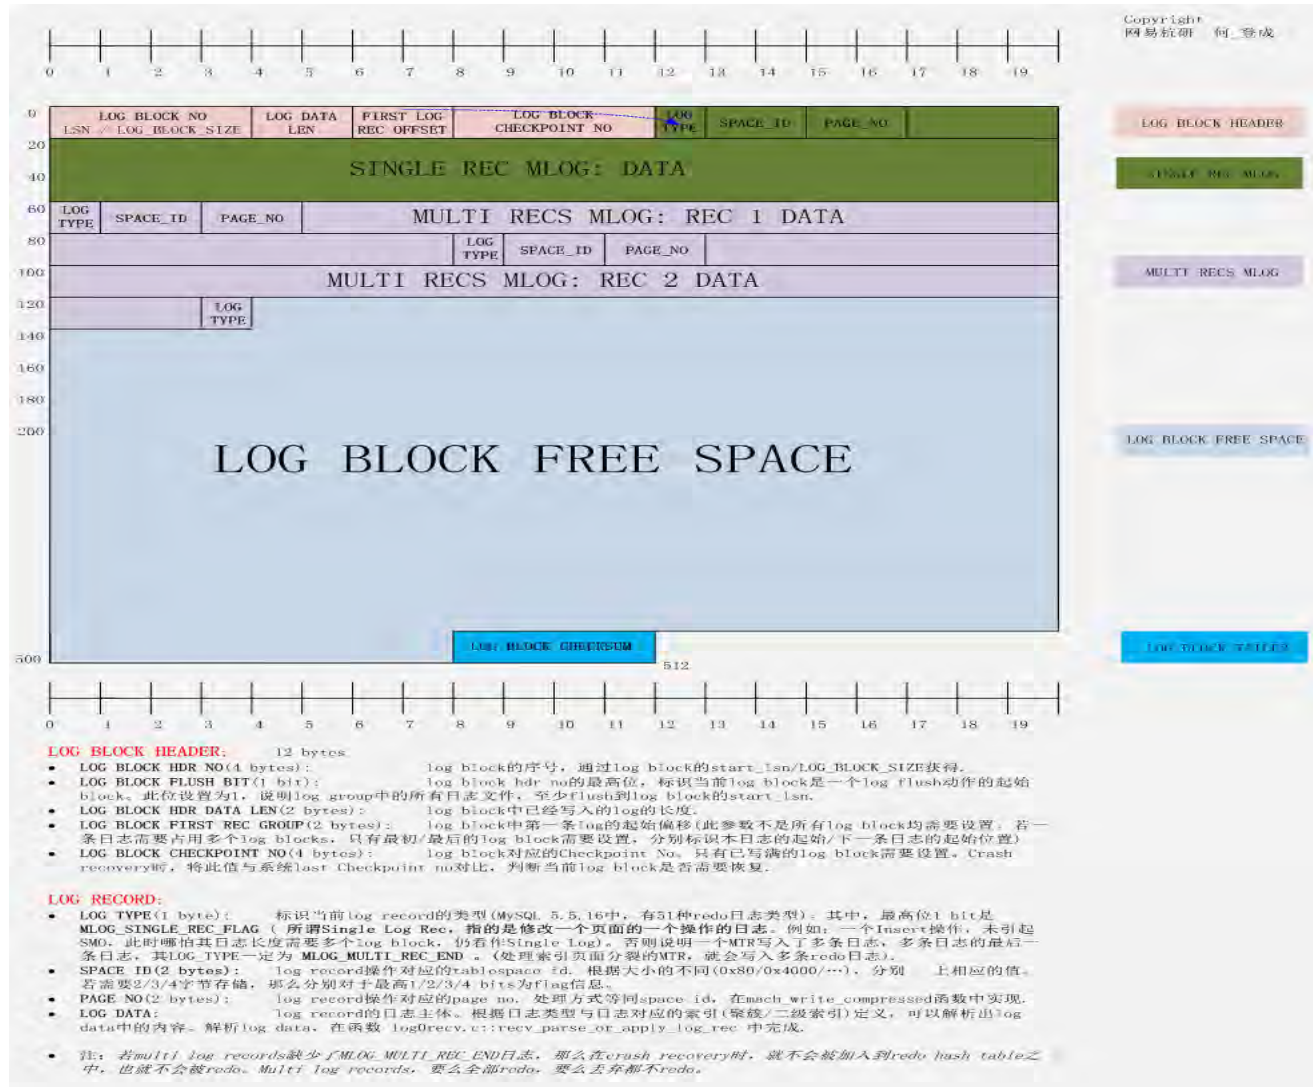 Copyright
网易杭研 何_登成
0 1 2 3 4 5 6 7 8 9 10 11 12 13 14 15 16 17 18 19
0
LOG BLOCK NO
LSN / LOG_BLOCK_SIZE
LOG DATA
LEN
FIRST LOG
REC OFFSET
LOG BLOCK
CHECKPOINT NO
LOG
TYPE
SPACE_ID
PAGE_NO
LOG BLOCK HEADER
20
40
SINGLE REC MLOG: DATA
SINGLE REC MLOG
60
LOG
TYPE
SPACE_ID
PAGE_NO
MULTI RECS MLOG: REC 1 DATA
80
LOG
TYPE
SPACE_ID
PAGE_NO
100
MULTI RECS MLOG: REC 2 DATA
MULTI RECS MLOG
120
LOG
TYPE
140
160
180
200
LOG BLOCK FREE SPACE
LOG BLOCK FREE SPACE
LOG BLOCK CHECKSUM
LOG BLOCK TAILER
500
512
0 1 2 3 4 5 6 7 8 9 10 11 12 13 14 15 16 17 18 19
LOG BLOCK HEADER: 12 bytes
• LOG BLOCK HDR NO(4 bytes): log block的序号，通过log block的start_lsn/LOG_BLOCK_SIZE获得.
• LOG BLOCK FLUSH BIT(1 bit): log block hdr no的最高位，标识当前log block是一个log flush动作的起始
block。此位设置为1，说明log group中的所有日志文件，至少flush到log block的start_lsn.
• LOG BLOCK HDR DATA LEN(2 bytes): log block中已经写入的log的长度.
• LOG BLOCK FIRST REC GROUP(2 bytes): log block中第一条log的起始偏移(此参数不是所有log block均需要设置，若一
条日志需要占用多个log blocks，只有最初/最后的log block需要设置，分别标识本日志的起始/下一条日志的起始位置)
• LOG BLOCK CHECKPOINT NO(4 bytes): log block对应的Checkpoint No。只有已写满的log block需要设置。Crash
recovery时，将此值与系统last Checkpoint no对比，判断当前log block是否需要恢复.
LOG RECORD:
• LOG TYPE(1 byte): 标识当前log record的类型(MySQL 5.5.16中，有51种redo日志类型)。其中，最高位1 bit是
MLOG_SINGLE_REC_FLAG ( 所谓Single Log Rec, 指的是修改一个页面的一个操作的日志。例如：一个Insert操作，未引起
SMO，此时哪怕其日志长度需要多个log block，仍看作Single Log)。否则说明一个MTR写入了多条日志，多条日志的最后一
条日志，其LOG_TYPE一定为 MLOG_MULTI_REC_END 。(处理索引页面分裂的MTR，就会写入多条redo日志).
• SPACE ID(2 bytes): log record操作对应的tablespace id. 根据大小的不同(0x80/0x4000/…)，分别 上相应的值。
若需要2/3/4字节存储，那么分别对于最高1/2/3/4 bits为flag信息。
• PAGE NO(2 bytes): log record操作对应的page no. 处理方式等同space id，在mach_write_compressed函数中实现.
• LOG DATA: log record的日志主体。根据日志类型与日志对应的索引(聚簇/二级索引)定义，可以解析出log
data中的内容。解析log data，在函数 log0recv.c::recv_parse_or_apply_log_rec 中完成.
• 注：若multi log records缺少了MLOG_MULTI_REC_END日志，那么在crash recovery时，就不会被加入到redo hash table之
中，也就不会被redo。Multi log records，要么全部redo，要么丢弃都不redo。